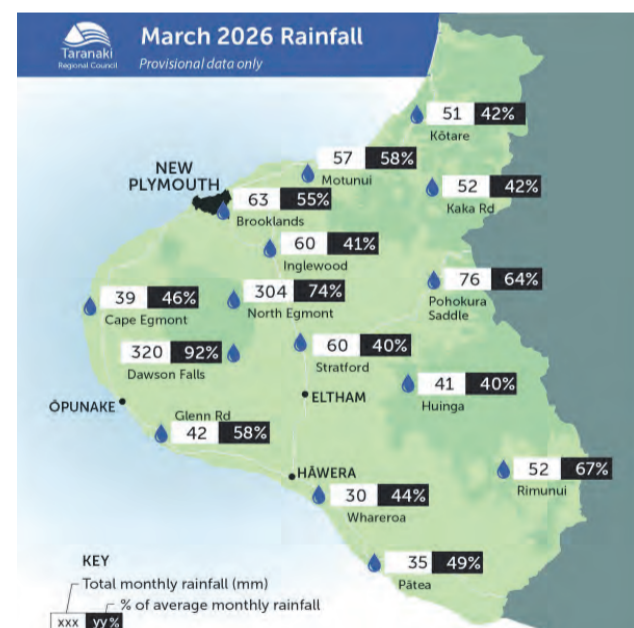 Taranaki
Regional Council
March 2026 Rainfall
Provisional data only
51 42%
Kōtare
57 58%
Motunui
NEW
PLYMOUTH
52 42%
Kaka Rd
63 55%
Brooklands
60 41%
Inglewood
76 64%
Pohokura
Saddle
39 46%
Cape Egmont
304 74%
North Egmont
320 92%
Dawson Falls
60 40%
Stratford
41 40%
Huinga
ŌPUNAKE
ELTHAM
Glenn Rd
42 58%
HĀWERA
52 67%
Rimunui
30 44%
Whareroa
35 49%
Pātea
KEY
Total monthly rainfall (mm)
% of average monthly rainfall
xxx yy%